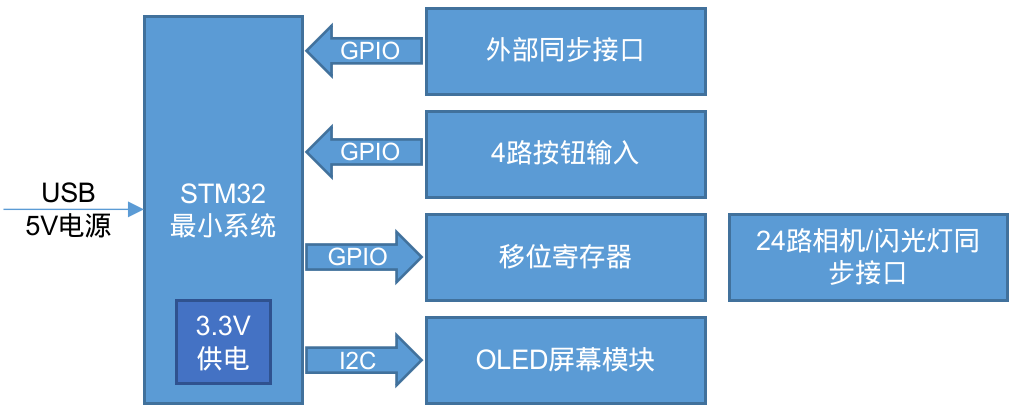 USB
5V电源
STM32
最小系统
3.3V
供电
GPIO
外部同步接口
GPIO
4路按钮输入
GPIO
移位寄存器
24路相机/闪光灯同
步接口
I2C
OLED屏幕模块